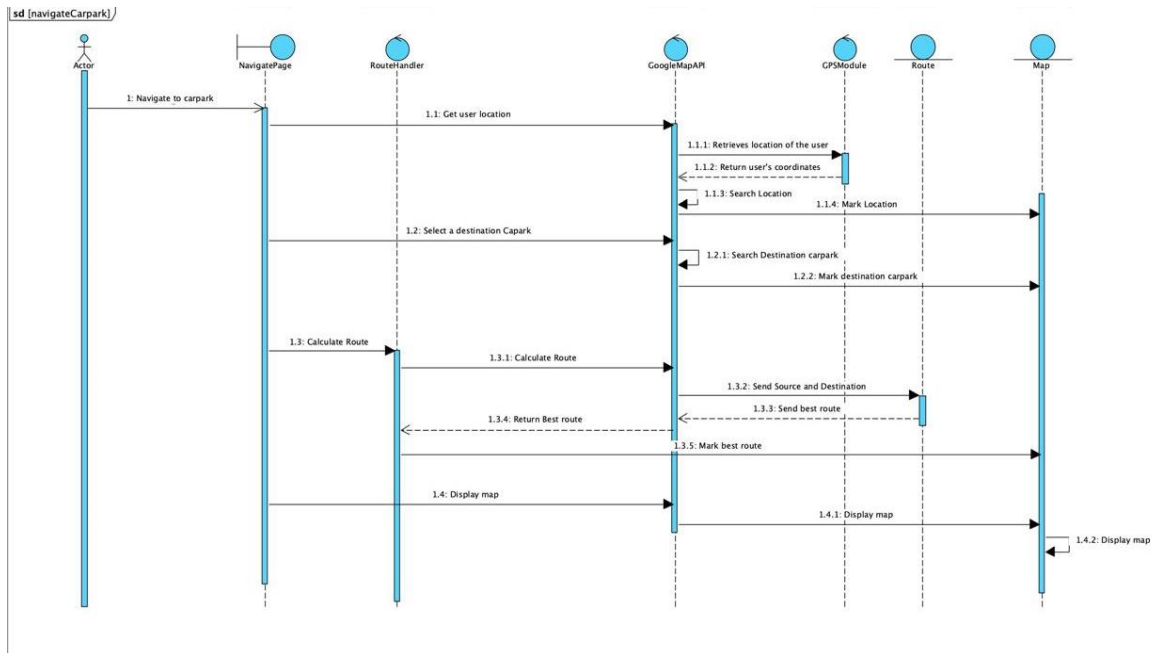 sd [navigateCarpark]
Actor
NavigatePage
RouteHandler
GoogleMapAPI
GPSModule
Route
Map
1: Navigate to carpark
1.1: Get user location
1.1.1: Retrieves location of the user
1.1.2: Return user's coordinates
1.1.3: Search Location
1.1.4: Mark Location
1.2: Select a destination Capark
1.2.1: Search Destination carpark
1.2.2: Mark destination carpark
1.3: Calculate Route
1.3.1: Calculate Route
1.3.2: Send Source and Destination
1.3.3: Send best route
1.3.4: Return Best route
1.3.5: Mark best route
1.4: Display map
1.4.1: Display map
1.4.2: Display map